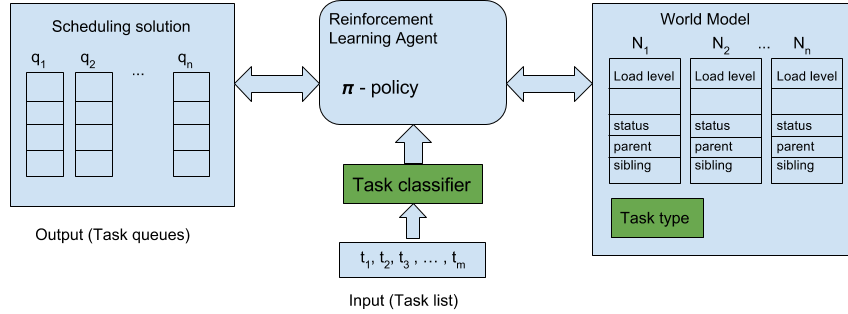 Scheduling solution
q1 q2 ... qn
Output (Task queues)
Reinforcement
Learning Agent
π - policy
Task classifier
t1, t2, t3 , … , tm
Input (Task list)
World Model
N1 N2 ... Nn
Load level Load level Load level
status status status
parent parent parent
sibling sibling sibling
Task type